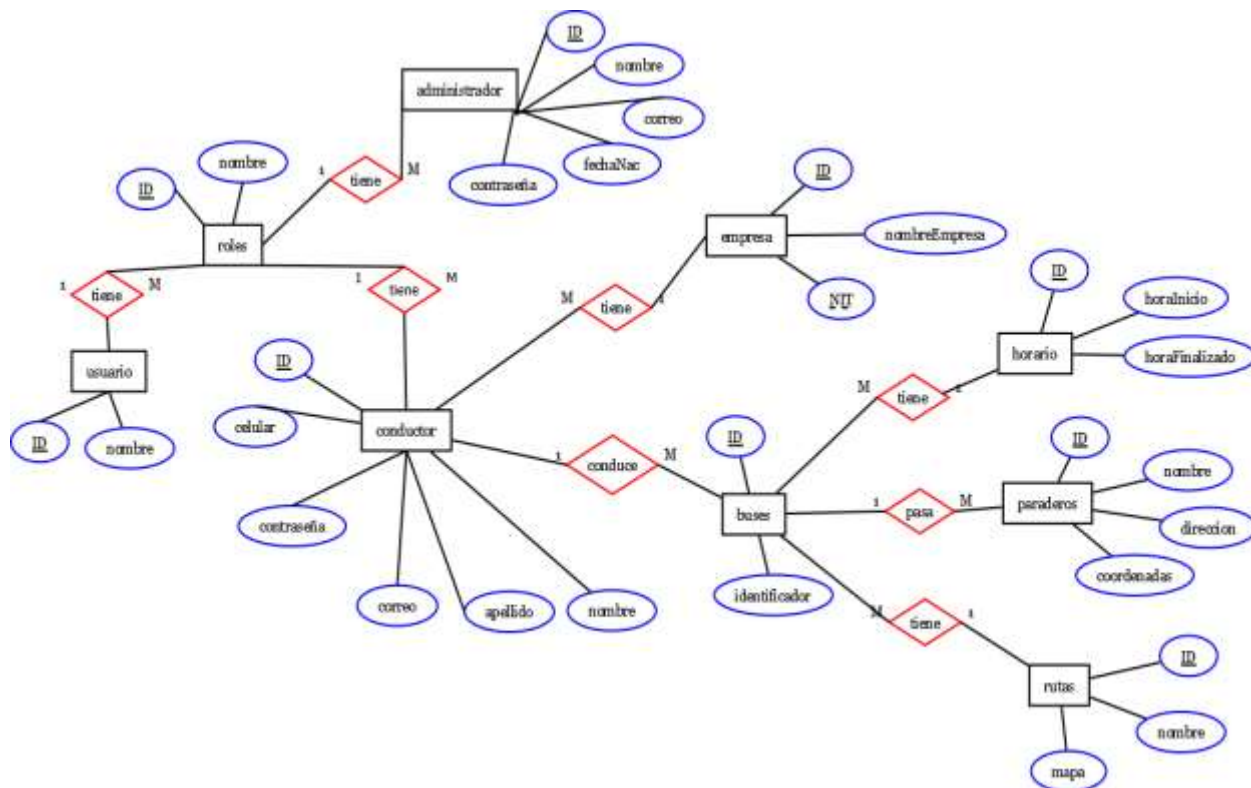 ID
nombre
administrador
correo
fechaNac
contraseña
1
tiene
M
nombre
ID
roles
ID
nombreEmpresa
empresa
NIT
1
tiene
M
1
tiene
M
M
tiene
1
usuario
ID
nombre
ID
horaInicio
horaFinalizado
horario
M
tiene
1
ID
celular
conductor
contraseña
correo
apellido
nombre
1
conduce
M
ID
buses
identificador
1
pasa
M
ID
nombre
paraderos
direccion
coordenadas
M
tiene
1
ID
rutas
nombre
mapa